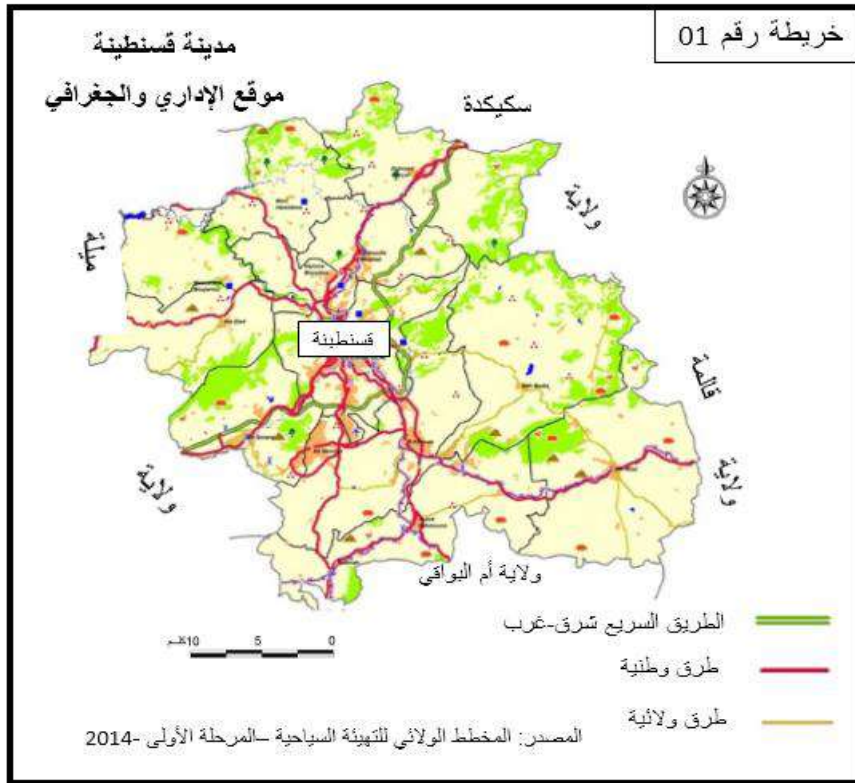 خريطة رقم 01
مدينة قسنطينة
موقع الإداري والجغرافي
سكيكدة
ولاية
ميلة
قسنطينة
قالمة
ولاية
ولاية
ولاية أم البواقي
الطريق السريع شرق-غرب
10 5 0
كلم
طرق وطنية
طرق ولائية
المصدر: المخطط الولائي للتهيئة السياحية –المرحلة الأولى -2014